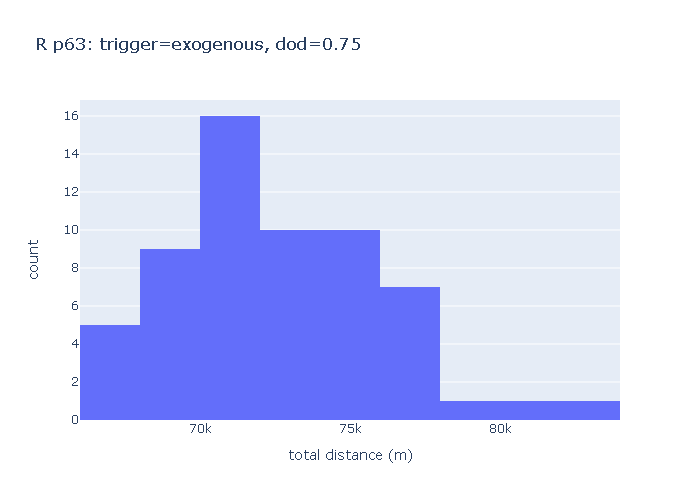 R p63: trigger=exogenous, dod=0.75
16
14
12
10
8
6
4
2
0
count
70k
75k
80k
total distance (m)